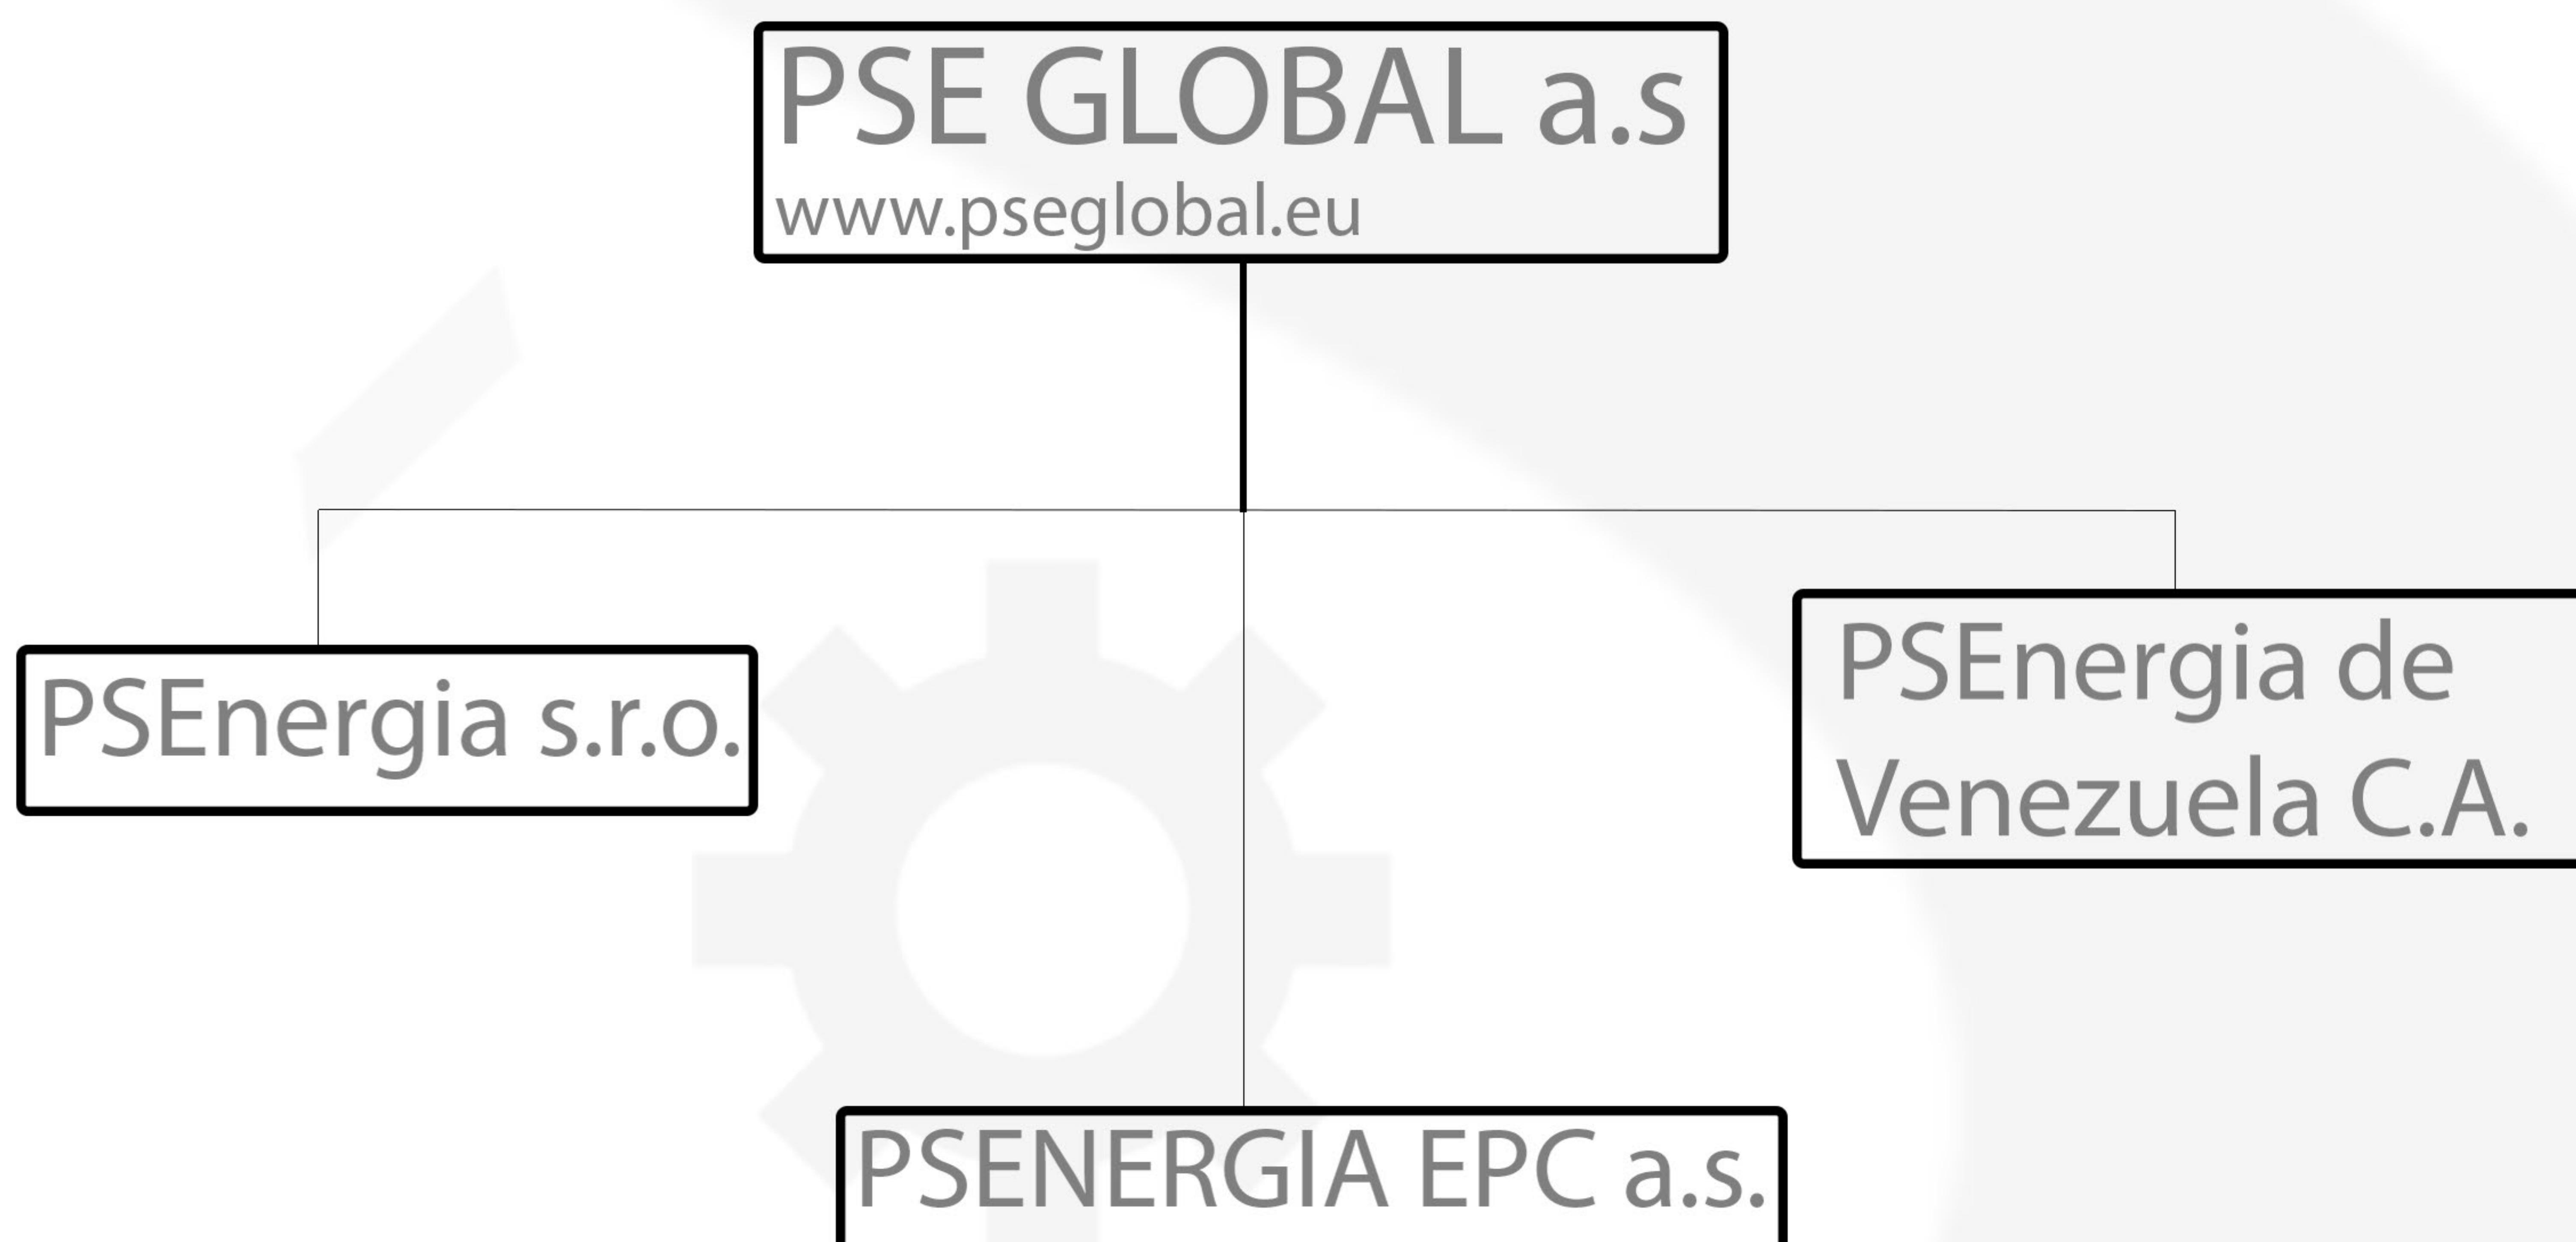 PSE GLOBAL a.s
www.pseglobal.eu
PSEnergia s.r.o.
PSEnergia de
Venezuela C.A.
PSENERGIA EPC a.s.